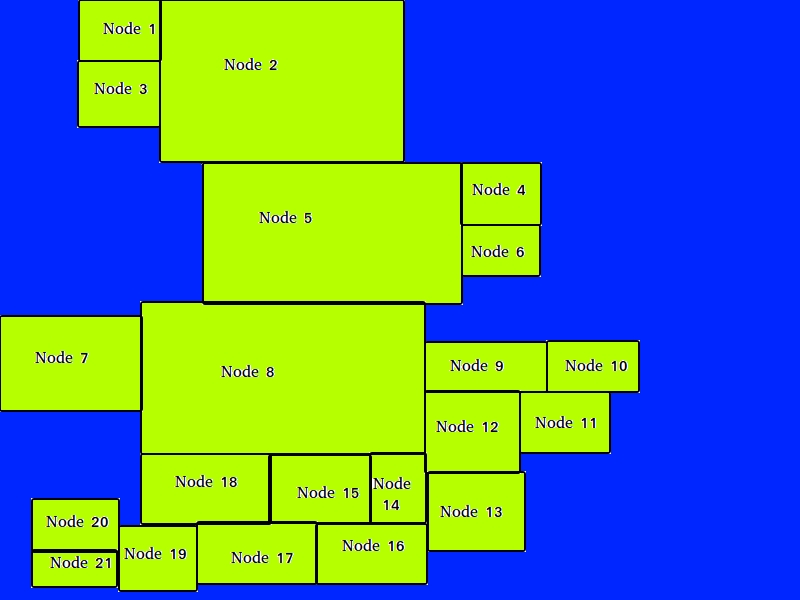 Node 1
Node 2
Node 3
Node 4
Node 5
Node 6
Node 7
Node 8
Node 9
Node 10
Node 11
Node 12
Node 18
Node 15
Node
14
Node 13
Node 20
Node 19
Node 17
Node 16
Node 21